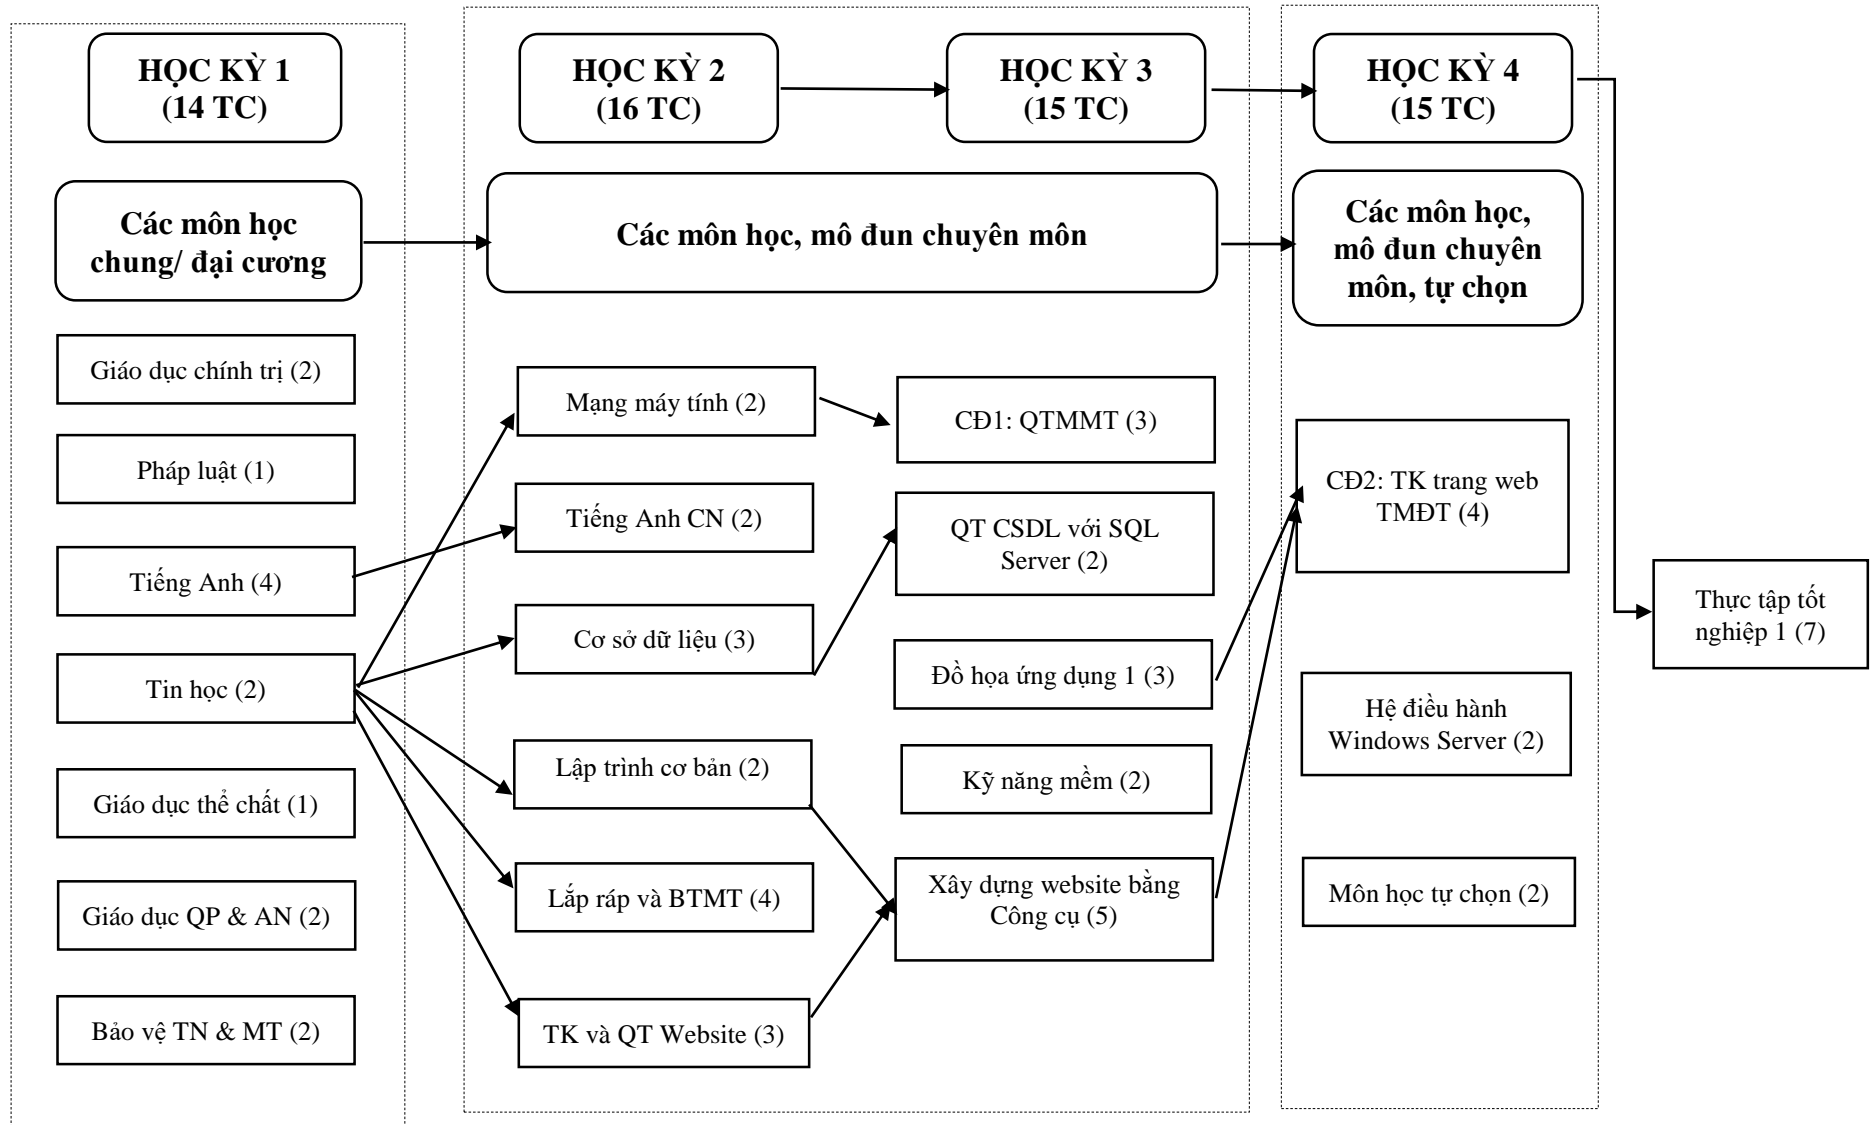 HỌC KỲ 1
(14 TC)
HỌC KỲ 2
(16 TC)
HỌC KỲ 3
(15 TC)
HỌC KỲ 4
(15 TC)
Các môn học
chung/ đại cương
Các môn học, mô đun chuyên môn
Các môn học,
mô đun chuyên
môn, tự chọn
Giáo dục chính trị (2)
Pháp luật (1)
Tiếng Anh (4)
Tin học (2)
Giáo dục thể chất (1)
Giáo dục QP & AN (2)
Bảo vệ TN & MT (2)
Mạng máy tính (2)
Tiếng Anh CN (2)
Cơ sở dữ liệu (3)
Lập trình cơ bản (2)
Lắp ráp và BTMT (4)
TK và QT Website (3)
CĐ1: QTMMT (3)
QT CSDL với SQL
Server (2)
Đồ họa ứng dụng 1 (3)
Kỹ năng mềm (2)
Xây dựng website bằng
Công cụ (5)
CĐ2: TK trang web
TMĐT (4)
Hệ điều hành
Windows Server (2)
Môn học tự chọn (2)
Thực tập tốt
nghiệp 1 (7)